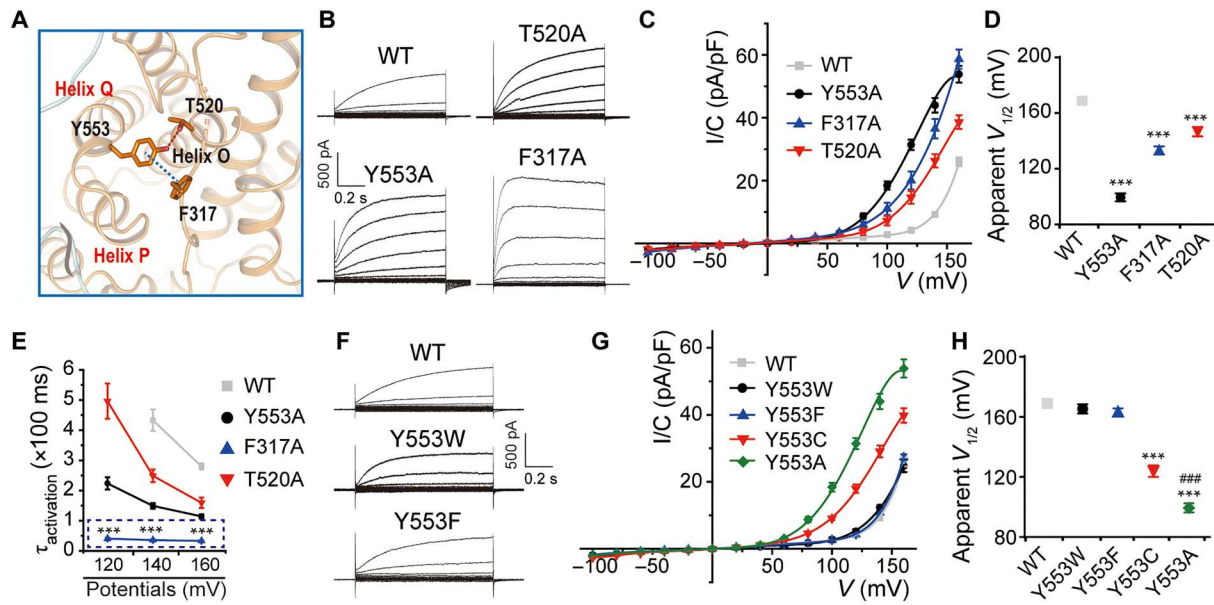 A
Helix Q
T520
Y553
Helix O
F317
Helix P
B
WT
T520A
Y553A
F317A
500 pA
0.2 s
C
I/C (pA/pF)
60
40
20
WT
Y553A
F317A
T520A
−100
−50
50
100
150
V (mV)
D
Apparent V1/2 (mV)
200
160
120
80
***
***
***
WT
Y553A
F317A
T520A
E
τactivation (×100 ms)
6
5
4
3
2
1
0
WT
Y553A
F317A
T520A
*** *** ***
120 140 160
Potentials (mV)
F
WT
Y553W
Y553F
500 pA
0.2 s
G
I/C (pA/pF)
60
40
20
WT
Y553W
Y553F
Y553C
Y553A
−100
−50
50
100
150
V (mV)
H
Apparent V1/2 (mV)
200
160
120
80
***
###
***
WT
Y553W
Y553F
Y553C
Y553A